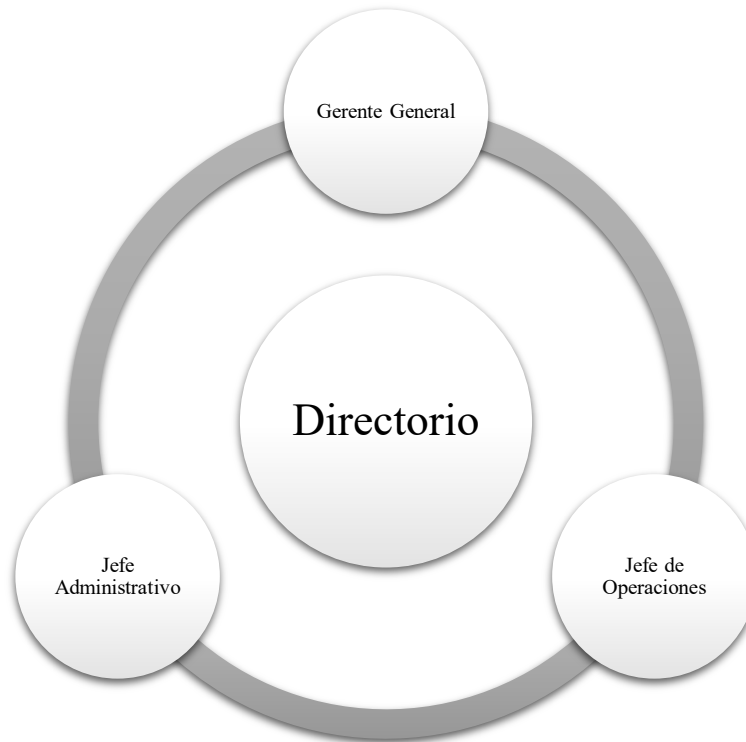 Gerente General
Directorio
Jefe
Administrativo
Jefe de
Operaciones